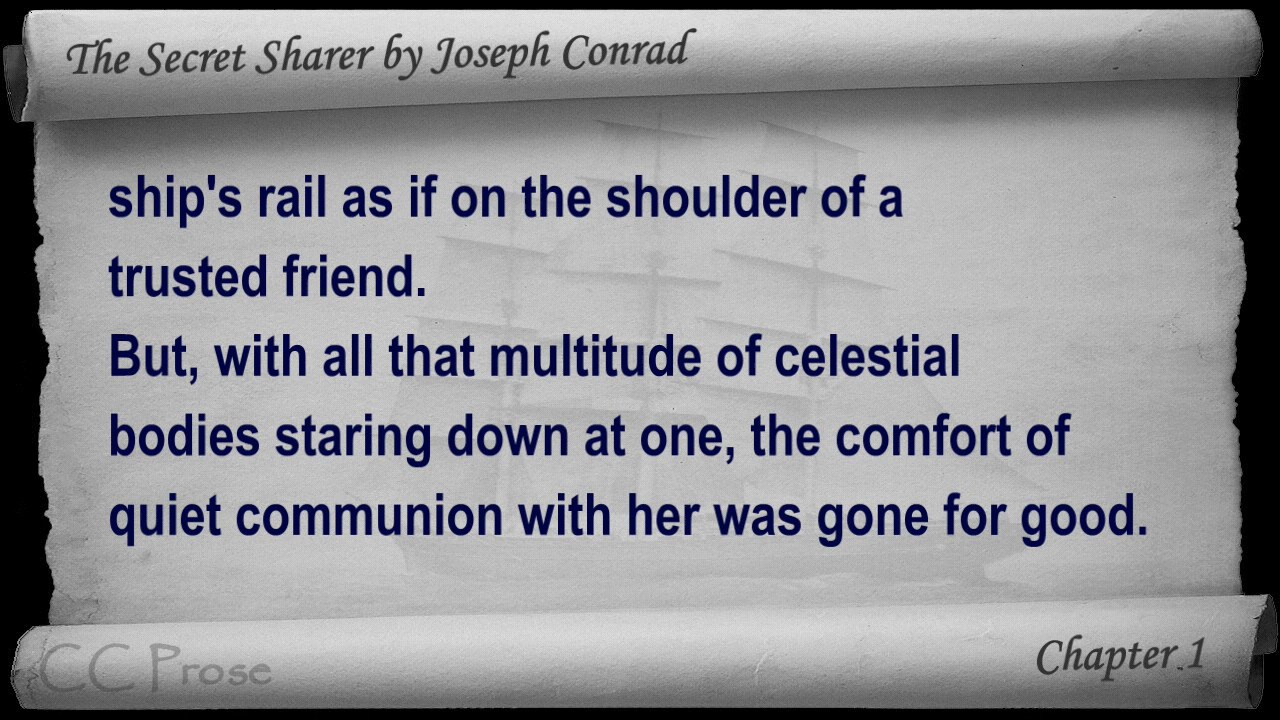 The Secret Sharer by Joseph Conrad
ship's rail as if on the shoulder of a
trusted friend.
But, with all that multitude of celestial
bodies staring down at one, the comfort of
quiet communion with her was gone for good.
CC Prose
Chapter 1